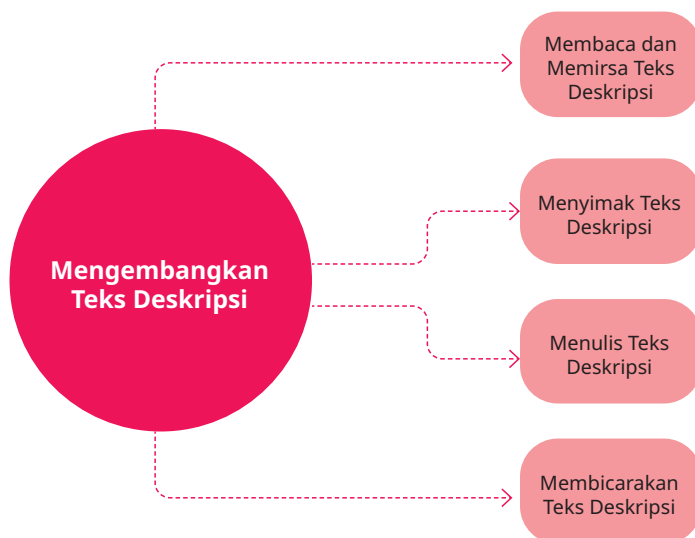 Membaca dan
Memirsa Teks
Deskripsi
Menyimak Teks
Deskripsi
Mengembangkan
Teks Deskripsi
Menulis Teks
Deskripsi
Membicarakan
Teks Deskripsi